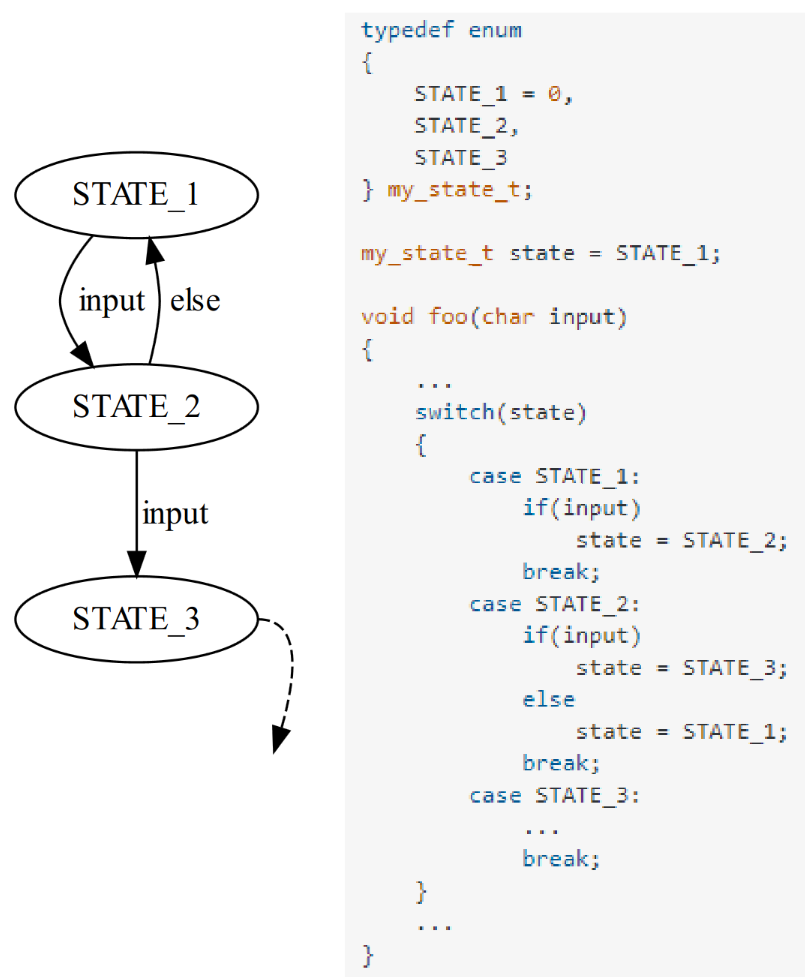 STATE_1
input
else
STATE_2
input
STATE_3
typedef enum
{
    STATE_1 = 0,
    STATE_2,
    STATE_3
} my_state_t;

my_state_t state = STATE_1;

void foo(char input)
{
    ...
    switch(state)
    {
        case STATE_1:
            if(input)
                state = STATE_2;
            break;
        case STATE_2:
            if(input)
                state = STATE_3;
            else
                state = STATE_1;
            break;
        case STATE_3:
            ...
            break;
    }
    ...
}